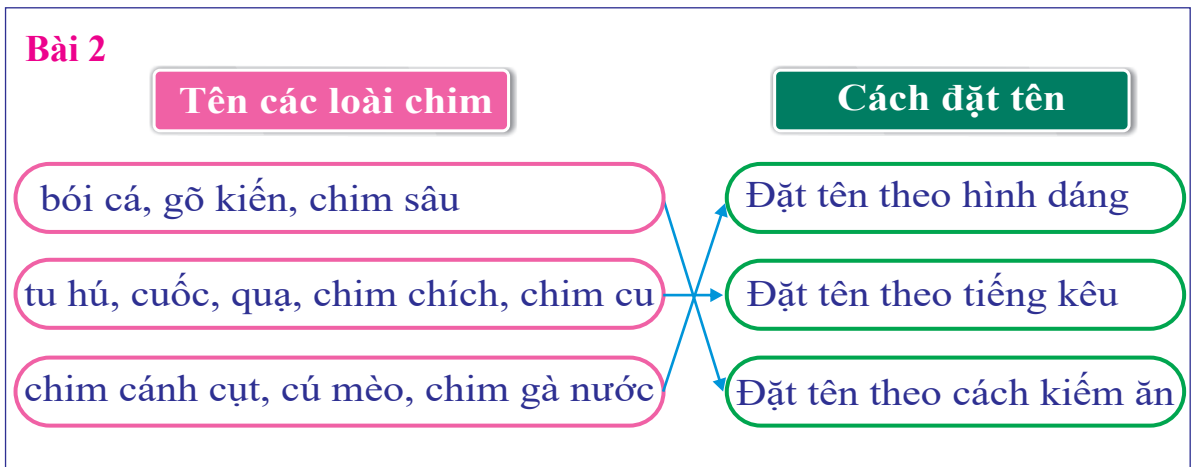 Bài 2
Tên các loài chim
Cách đặt tên
bói cá, gõ kiến, chim sâu
Đặt tên theo hình dáng
tu hú, cuốc, quạ, chim chích, chim cu
Đặt tên theo tiếng kêu
chim cánh cụt, cú mèo, chim gà nước
Đặt tên theo cách kiếm ăn